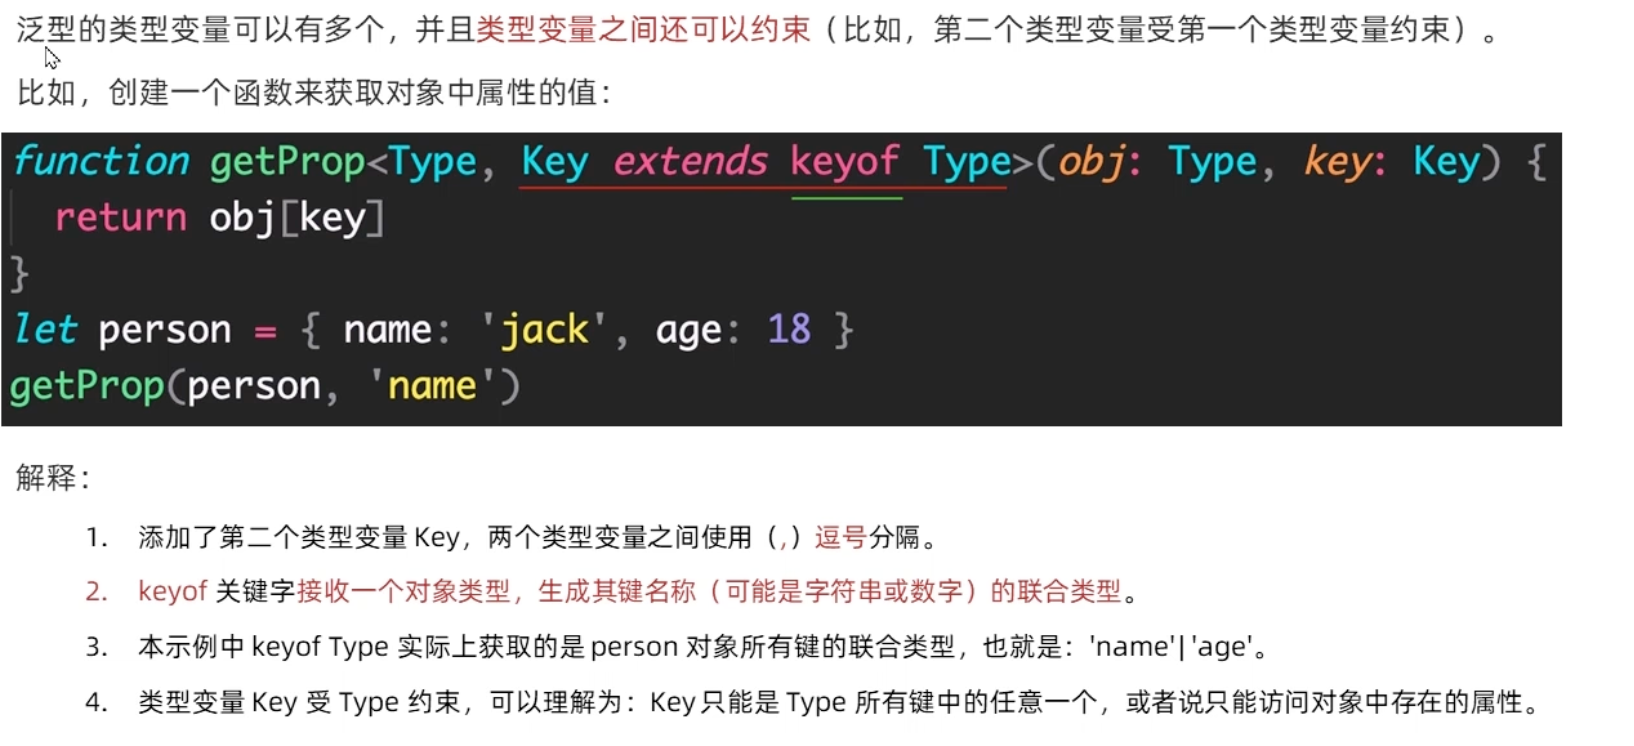 泛型的类型变量可以有多个，并且类型变量之间还可以约束（比如，第二个类型变量受第一个类型变量约束）。
比如，创建一个函数来获取对象中属性的值：
function getProp<Type, Key extends keyof Type>(obj: Type, key: Key) {
  return obj[key]
}
let person = { name: 'jack', age: 18 }
getProp(person, 'name')
解释：
1. 添加了第二个类型变量 Key，两个类型变量之间使用（,）逗号分隔。
2. keyof 关键字接收一个对象类型，生成其键名称（可能是字符串或数字）的联合类型。
3. 本示例中 keyof Type 实际上获取的是 person 对象所有键的联合类型，也就是：'name' | 'age'。
4. 类型变量 Key 受 Type 约束，可以理解为：Key 只能是 Type 所有键中的任意一个，或者说只能访问对象中存在的属性。